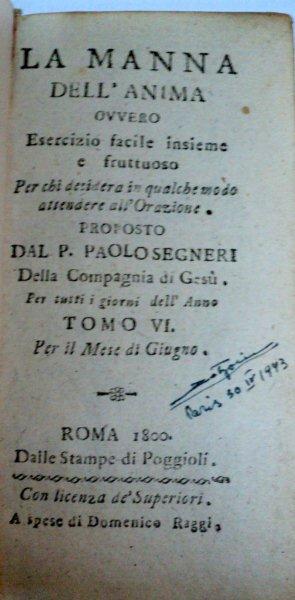 LA MANNA
DELL' ANIMA
OVVERO
Esercizio facile insieme
e fruttuoso
Per chi desidera in qualche modo
attendere all' Orazione.
PROPOSTO
DAL P. PAOLO SEGNERI
Della Compagnia di Gesù.
Per tutti i giorni dell' Anno
TOMO VI.
Per il Mese di Giugno.
Paris 30 IV 1943
ROMA 1800.
Dalle Stampe di Poggioli.
Con licenza de' Superiori.
A spese di Domenico Raggi.